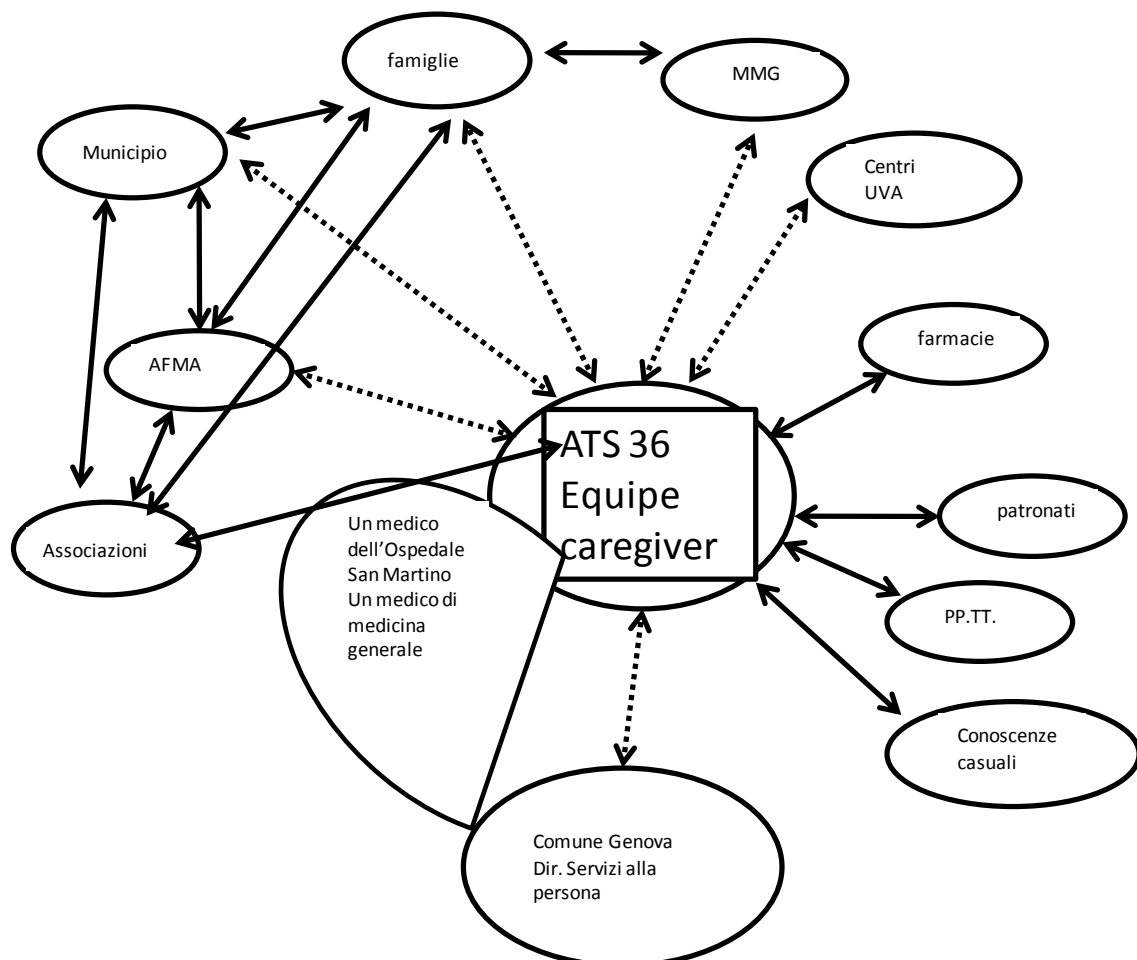 famiglie
MMG
Municipio
Centri
UVA
farmacie
AFMA
ATS 36
Equipe
caregiver
patronati
Un medico
dell'Ospedale
San Martino
Un medico di
medicina
generale
Associazioni
PP.TT.
Conoscenze
casuali
Comune Genova
Dir. Servizi alla
persona